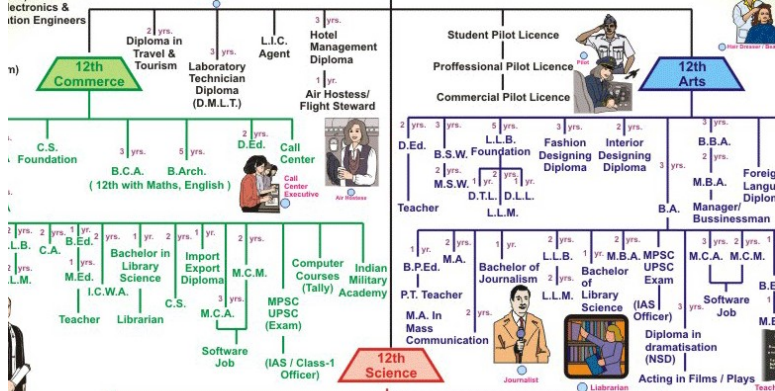 lectronics &
tion Engineers
m)
12th
Commerce
2 yrs.
Diploma in
Travel &
Tourism
3 yrs.
Laboratory
Technician
Diploma
(D.M.L.T.)
L.I.C.
Agent
3 yrs.
Hotel
Management
Diploma
1 yr.
Air Hostess/
Flight Steward
Student Pilot Licence
Proffessional Pilot Licence
Commercial Pilot Licence
Pilot
12th
Arts
C.S.
Foundation
3 yrs.
B.C.A.
5 yrs.
B.Arch.
( 12th with Maths, English )
2 yrs.
D.Ed.
Call
Center
Call
Center
Executive
Air Hostess
2 yrs.
D.Ed.
Teacher
3 yrs.
B.S.W.
2 yrs.
M.S.W.
5 yrs.
L.L.B.
Foundation
1 yr.
2 yrs.
1 yr.
D.T.L.
D.L.L.
L.L.M.
3 yrs.
Fashion
Designing
Diploma
2 yrs.
Interior
Designing
Diploma
3 yrs.
B.A.
3 yrs.
B.B.A.
2 yrs.
M.B.A.
Manager/
Bussinessman
Foreig
Langu
Diplon
yrs.
.L.B.
yrs.
.L.M.
2 yrs.
C.A.
1 yr.
B.Ed.
1 yrs.
M.Ed.
Teacher
2 yrs.
I.C.W.A.
1 yr.
Bachelor in
Library
Science
Librarian
5 yrs.
C.S.
1 yr.
Import
Export
Diploma
3 yrs.
M.C.A.
2 yrs.
M.C.M.
Software
Job
MPSC
UPSC
(Exam)
(IAS / Class-1
Officer)
Computer
Courses
(Tally)
Indian
Military
Academy
12th
Science
1 yr.
B.P.Ed.
P.T. Teacher
2 yrs.
M.A.
2 yrs.
M.A. In
Mass
Communication
1 yr.
Bachelor of
Journalism
Journalist
2 yrs.
L.L.B.
2 yrs.
L.L.M.
1 yr.
Bachelor
of
Library
Science
Liabrarian
2 yrs.
M.B.A.
MPSC
UPSC
Exam
(IAS
Officer)
3 yrs.
Diploma in
dramatisation
(NSD)
Acting in Films / Plays
3 yrs.
M.C.A.
2 yrs.
M.C.M.
Software
Job
1
B.E
1
M.E
Teach